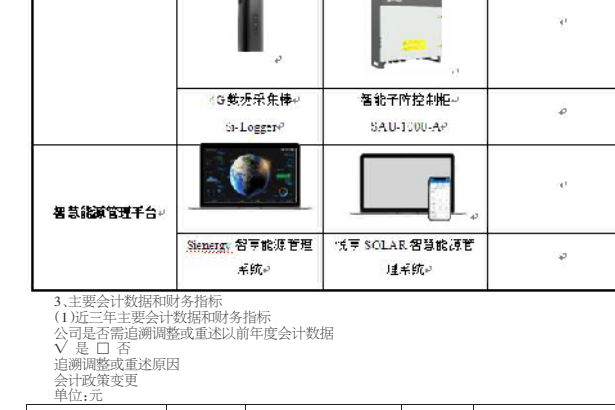 4G数据采集棒
Si-Logger
智能子阵控制柜
SAU-1000-A
智慧能源管理平台
Sienergy 智享能源管理
系统
悦享 SOLAR 智慧能源管
理系统
3、主要会计数据和财务指标
(1)近三年主要会计数据和财务指标
公司是否需追溯调整或重述以前年度会计数据
√ 是 □ 否
追溯调整或重述原因
会计政策变更
单位:元